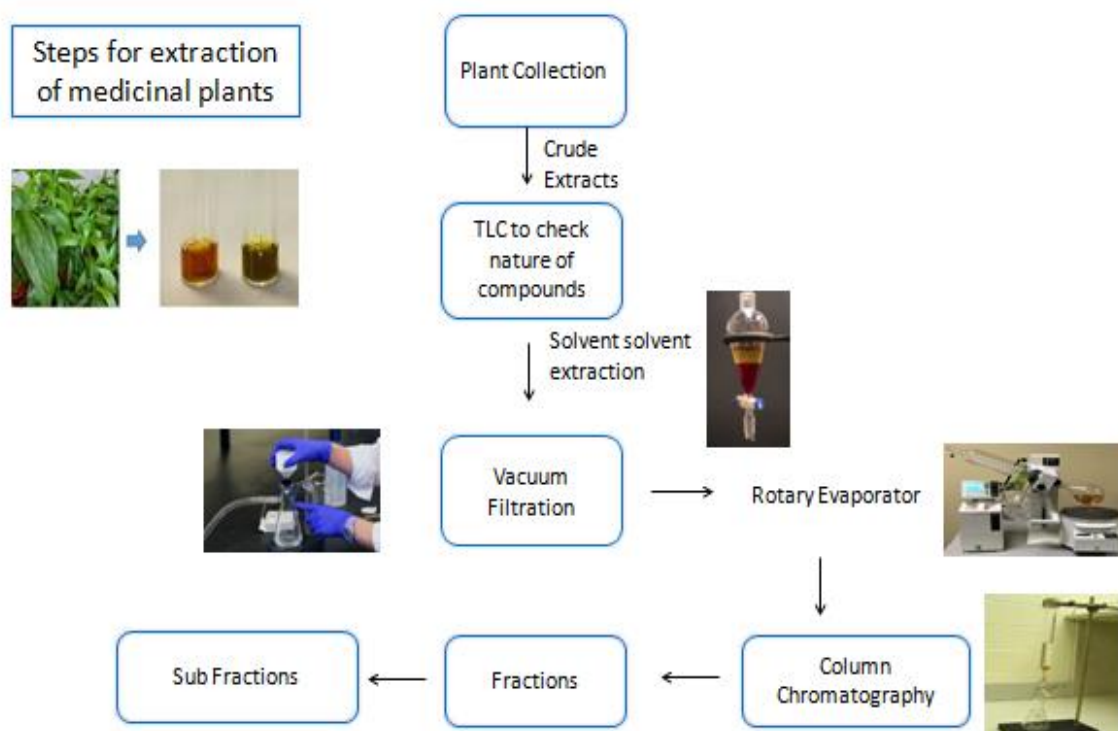 Steps for extraction
of medicinal plants
Plant Collection
Crude
Extracts
TLC to check
nature of
compounds
Solvent solvent
extraction
Vacuum
Filtration
Rotary Evaporator
Column
Chromatography
Fractions
Sub Fractions